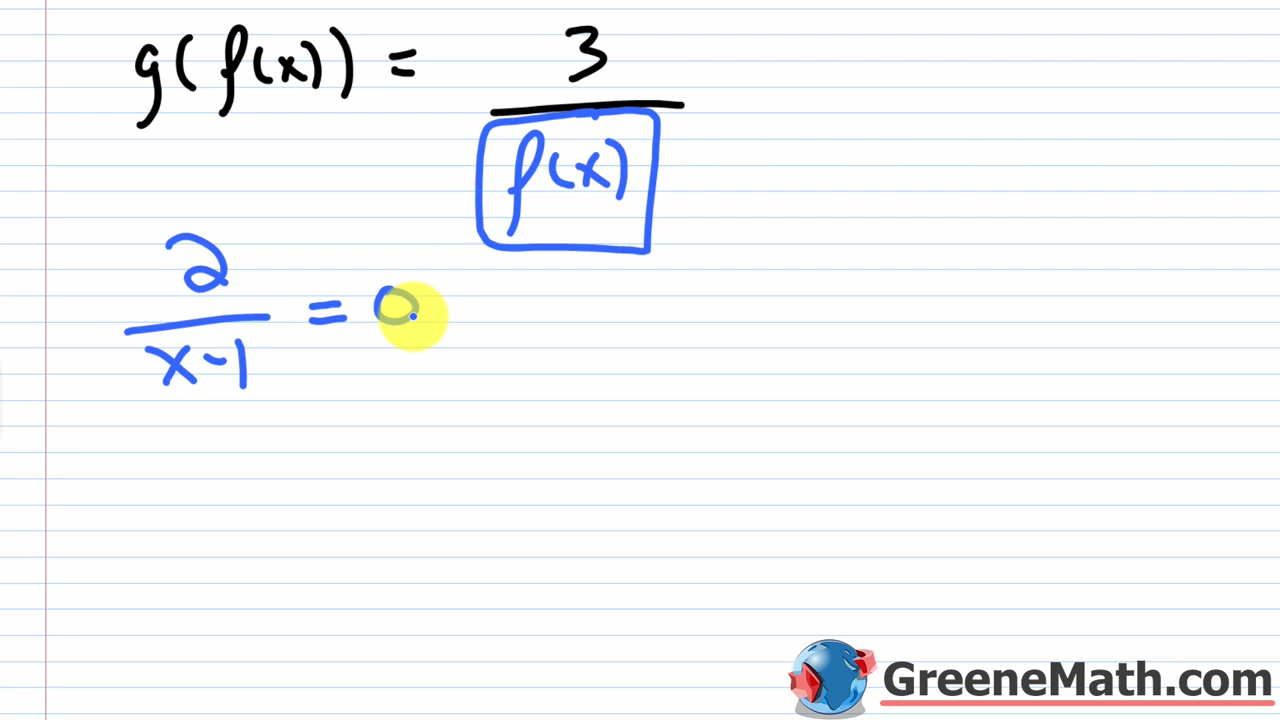 g(f(x)) = 3
f(x)
2
x-1 = 0
GreeneMath.com